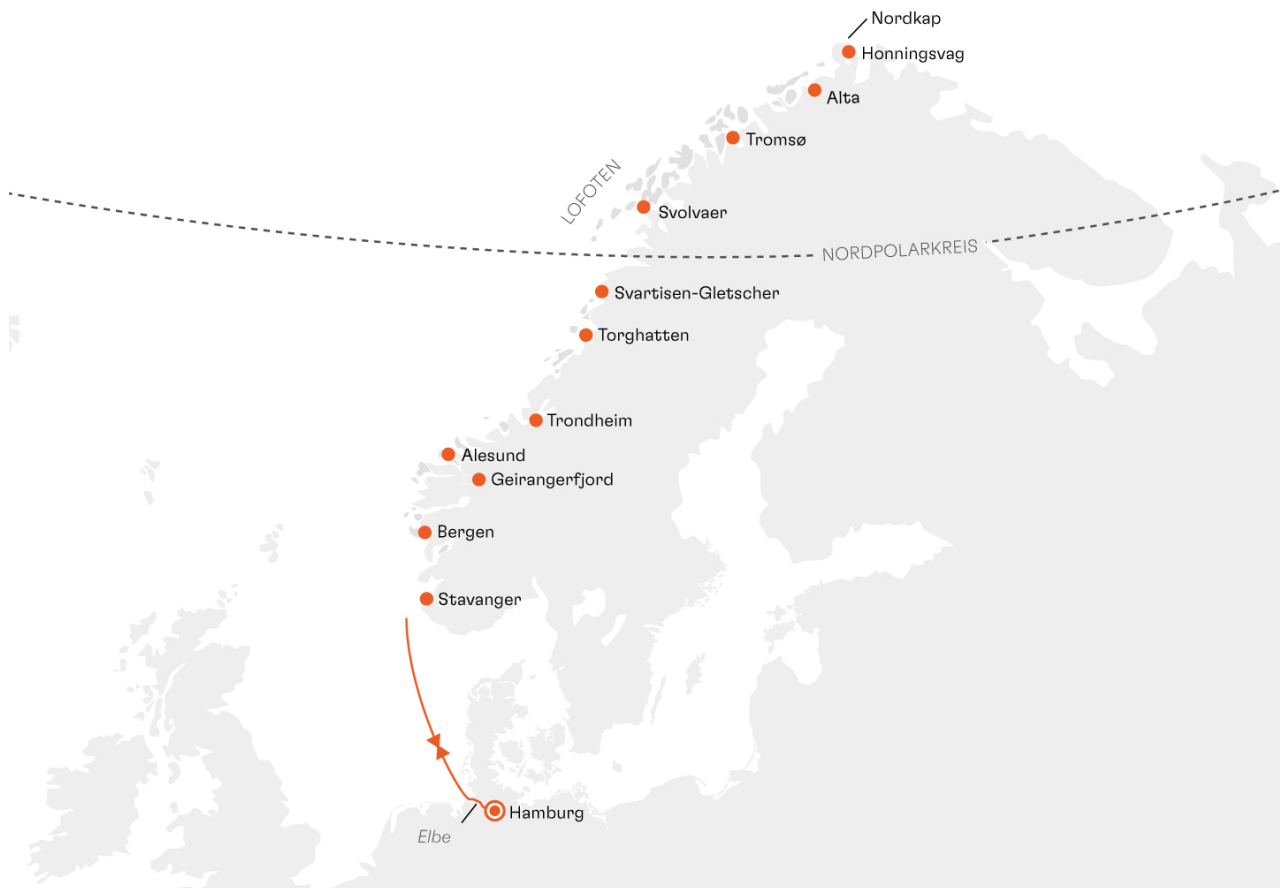 Nordkap
Honningsvag
Alta
Tromsø
LOFOTEN
Svolvaer
NORDPOLARKREIS
Svartisen-Gletscher
Torghatten
Trondheim
Alesund
Geirangerfjord
Bergen
Stavanger
Hamburg
Elbe